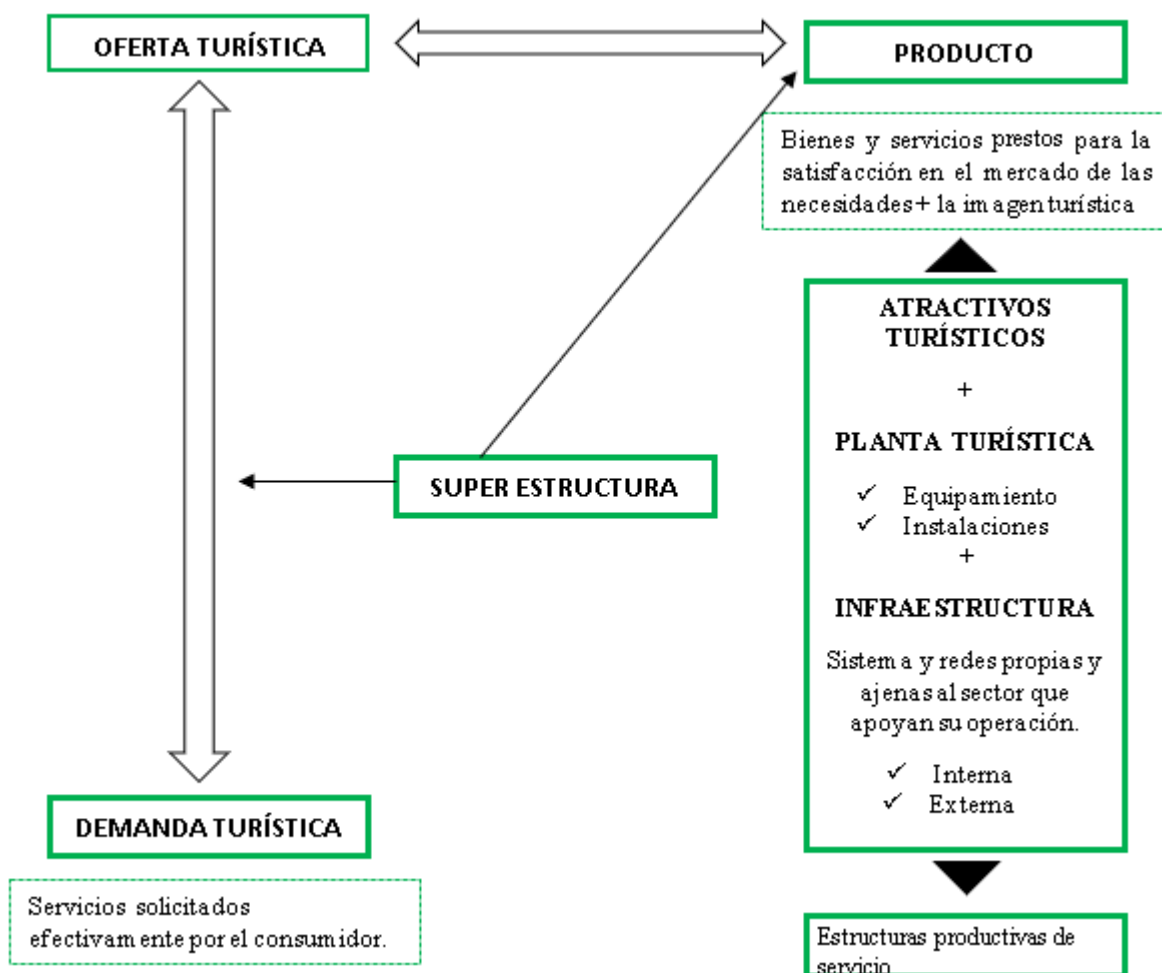 OFERTA TURÍSTICA
PRODUCTO
Bienes y servicios prestos para la
satisfacción en el mercado de las
necesidades+ la imagen turística
ATRACTIVOS
TURÍSTICOS
+
PLANTA TURÍSTICA
✓ Equipamiento
✓ Instalaciones
+
SUPER ESTRUCTURA
INFRAESTRUCTURA
Sistema y redes propias y
ajenas al sector que
apoyan su operación.
✓ Interna
✓ Externa
DEMANDA TURÍSTICA
Servicios solicitados
efectivamente por el consumidor.
Estructuras productivas de
servicio